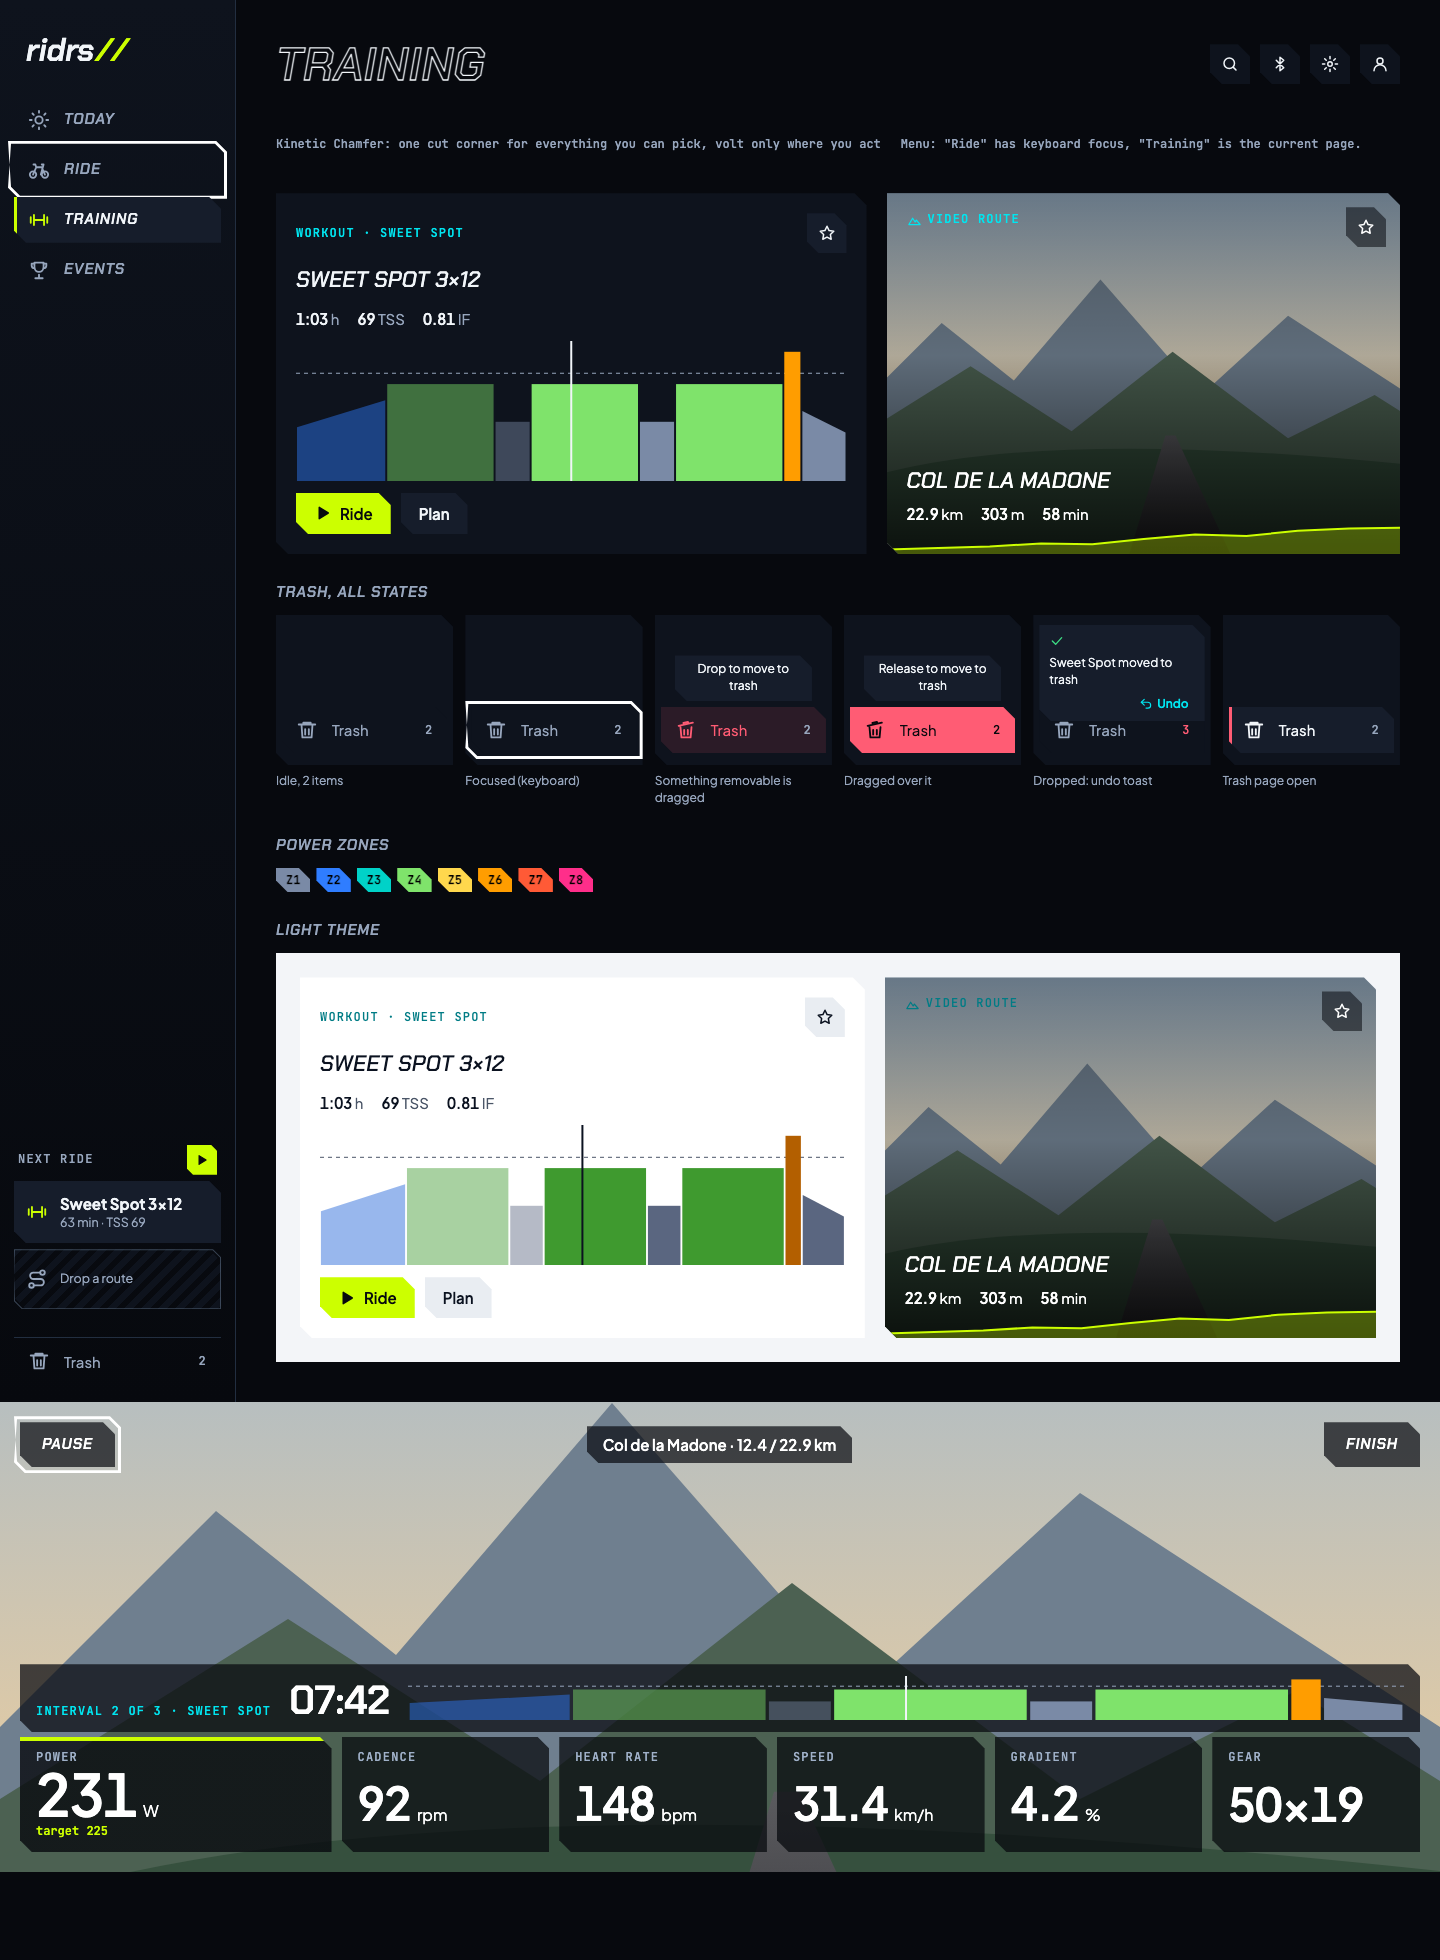 ridrs//
TODAY
RIDE
TRAINING
EVENTS
NEXT RIDE
Sweet Spot 3×12
63 min · TSS 69
Drop a route
Trash 2
TRAINING
Kinetic Chamfer: one cut corner for everything you can pick, volt only where you act Menu: "Ride" has keyboard focus, "Training" is the current page.
WORKOUT · SWEET SPOT
SWEET SPOT 3×12
1:03 h 69 TSS 0.81 IF
Ride Plan
VIDEO ROUTE
COL DE LA MADONE
22.9 km 303 m 58 min
TRASH, ALL STATES
Trash 2
Idle, 2 items
Trash 2
Focused (keyboard)
Drop to move to
trash
Trash 2
Something removable is
dragged
Release to move to
trash
Trash 2
Dragged over it
Sweet Spot moved to
trash
Undo
Trash 3
Dropped: undo toast
Trash 2
Trash page open
POWER ZONES
Z1 Z2 Z3 Z4 Z5 Z6 Z7 Z8
LIGHT THEME
WORKOUT · SWEET SPOT
SWEET SPOT 3×12
1:03 h 69 TSS 0.81 IF
Ride Plan
VIDEO ROUTE
COL DE LA MADONE
22.9 km 303 m 58 min
PAUSE
Col de la Madone · 12.4 / 22.9 km
FINISH
INTERVAL 2 OF 3 · SWEET SPOT 07:42
POWER
231 W
target 225
CADENCE
92 rpm
HEART RATE
148 bpm
SPEED
31.4 km/h
GRADIENT
4.2 %
GEAR
50×19